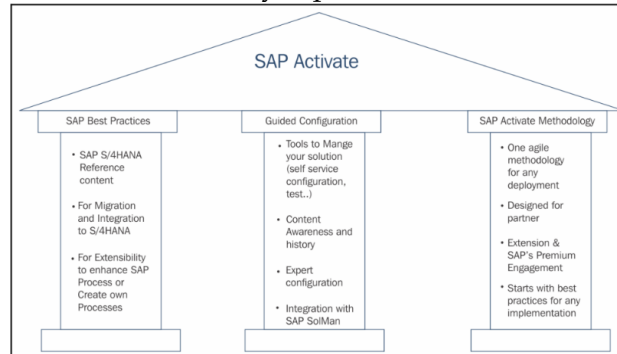 SAP Activate
SAP Best Practices
• SAP S/4HANA
Reference
content
• For Migration and Integration
to S/4HANA
• For Extensibility
to enhance SAP
Process or
Create own
Processes
Guided Configuration
• Tools to Mange
your solution
(self service
configuration,
test..)
• Content
Awareness and
history
• Expert
configuration
• Integration with
SAP SolMan
SAP Activate Methodology
• One agile
methodology
for any
deployment
• Designed for
partner
• Extension &
SAP's Premium
Engagement
• Starts with best
practices for any
implementation